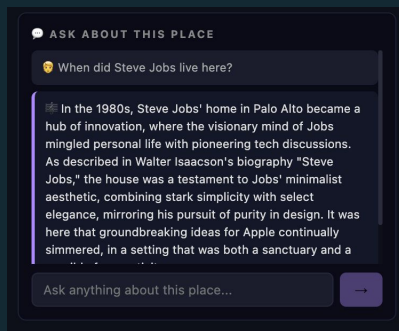 ASK ABOUT THIS PLACE
When did Steve Jobs live here?
In the 1980s, Steve Jobs' home in Palo Alto became a
hub of innovation, where the visionary mind of Jobs
mingled personal life with pioneering tech discussions.
As described in Walter Isaacson's biography "Steve
Jobs," the house was a testament to Jobs' minimalist
aesthetic, combining stark simplicity with select
elegance, mirroring his pursuit of purity in design. It was
here that groundbreaking ideas for Apple continually
simmered, in a setting that was both a sanctuary and a
Ask anything about this place...
→